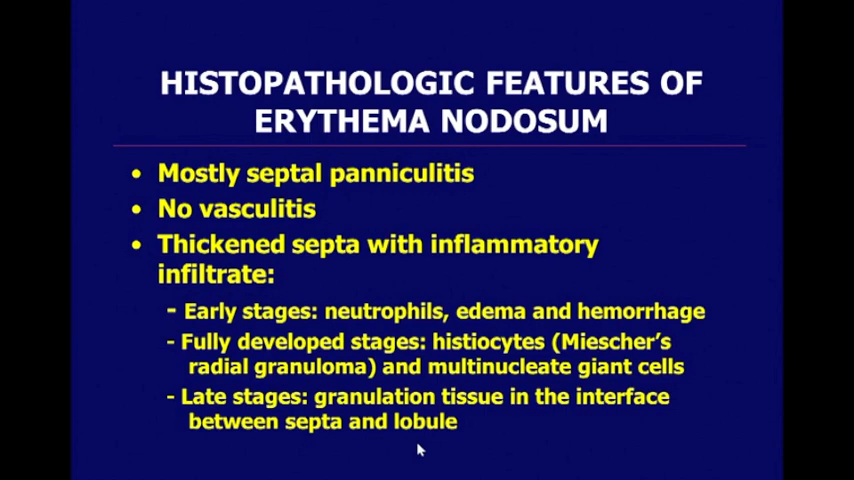 HISTOPATHOLOGIC FEATURES OF
ERYTHEMA NODOSUM
• Mostly septal panniculitis
• No vasculitis
• Thickened septa with inflammatory
infiltrate:
- Early stages: neutrophils, edema and hemorrhage
- Fully developed stages: histiocytes (Miescher's
radial granuloma) and multinucleate giant cells
- Late stages: granulation tissue in the interface
between septa and lobule